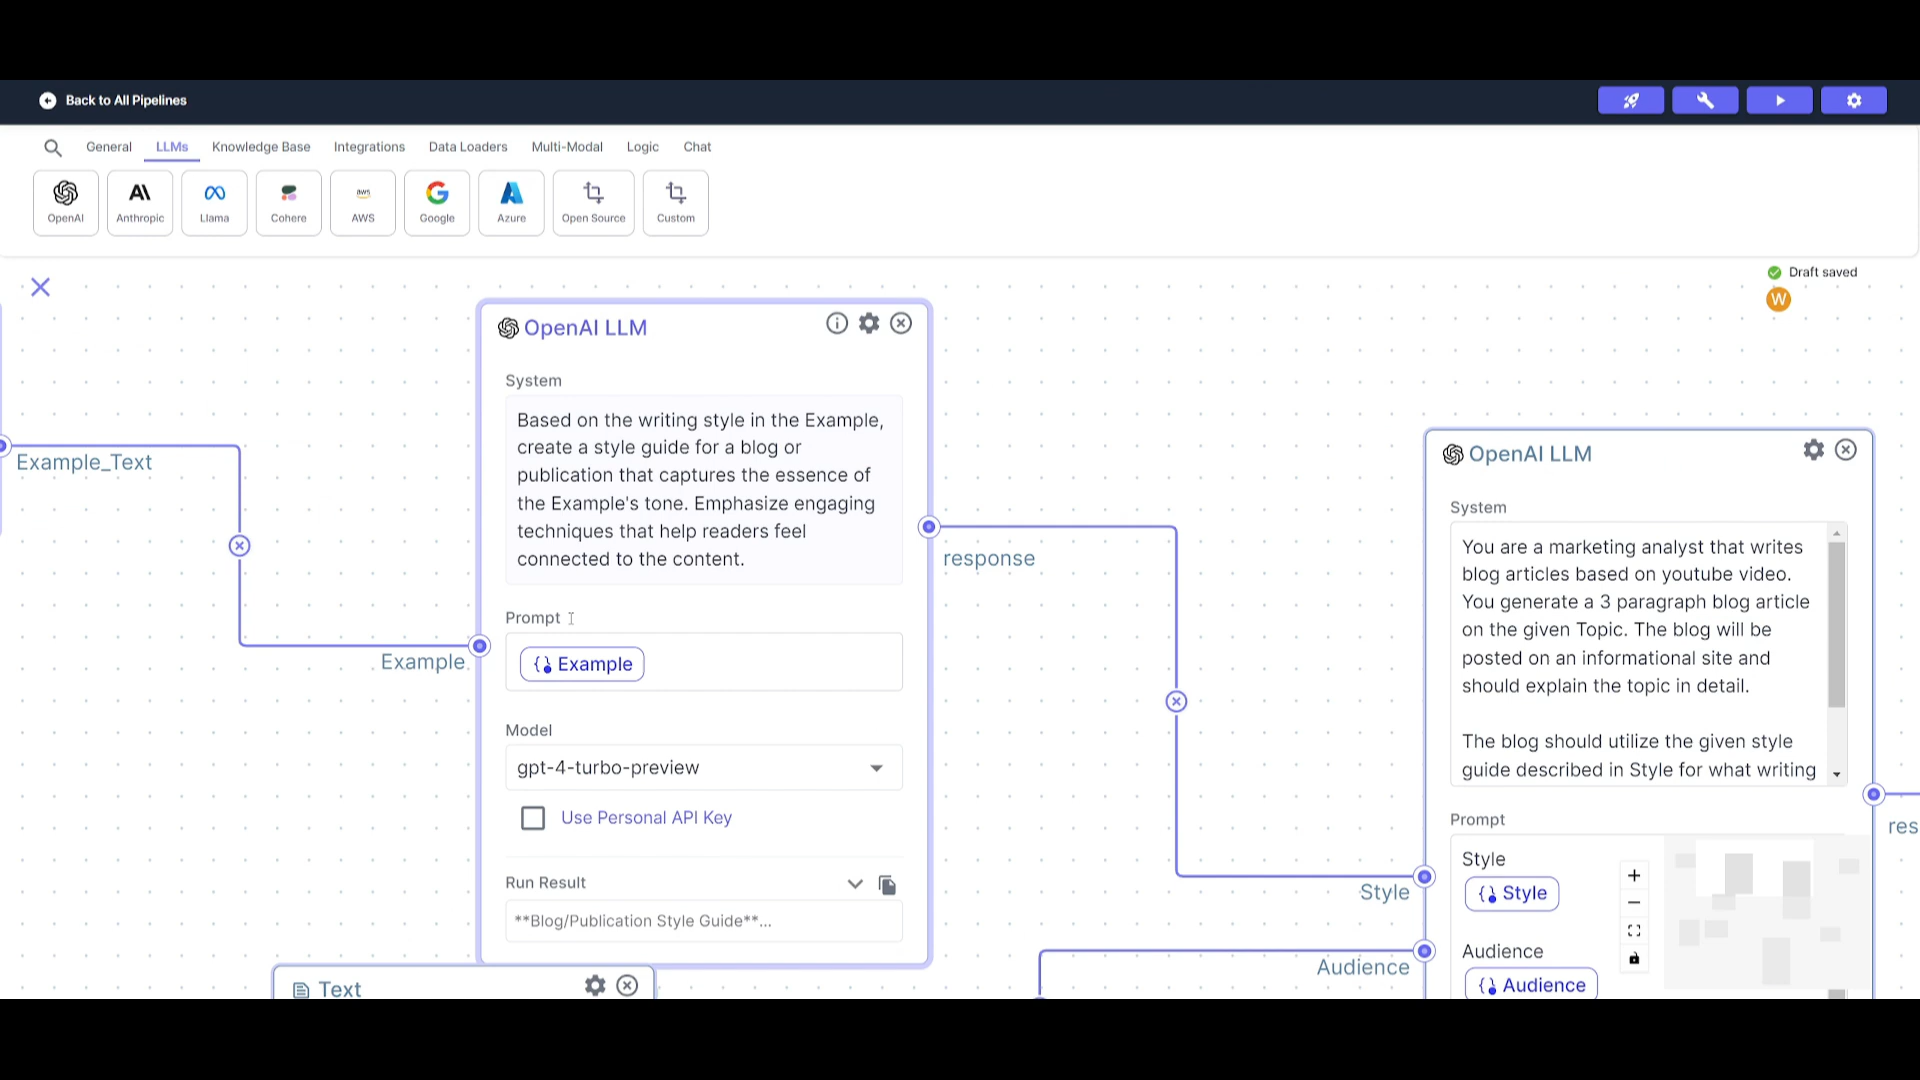 Back to All Pipelines
General LLMs Knowledge Base Integrations Data Loaders Multi-Modal Logic Chat
OpenAI Anthropic Llama Cohere aws AWS Google Azure Open Source Custom
Draft saved
W
OpenAI LLM
System
Based on the writing style in the Example,
create a style guide for a blog or
publication that captures the essence of
the Example's tone. Emphasize engaging
techniques that help readers feel
connected to the content.
Example_Text
Example
Prompt
Example
Model
gpt-4-turbo-preview
Use Personal API Key
Run Result
**Blog/Publication Style Guide**...
response
Text
OpenAI LLM
System
You are a marketing analyst that writes
blog articles based on youtube video.
You generate a 3 paragraph blog article
on the given Topic. The blog will be
posted on an informational site and
should explain the topic in detail.
The blog should utilize the given style
guide described in Style for what writing
Prompt
Style
Style
Style
Audience
Audience
Audience
res